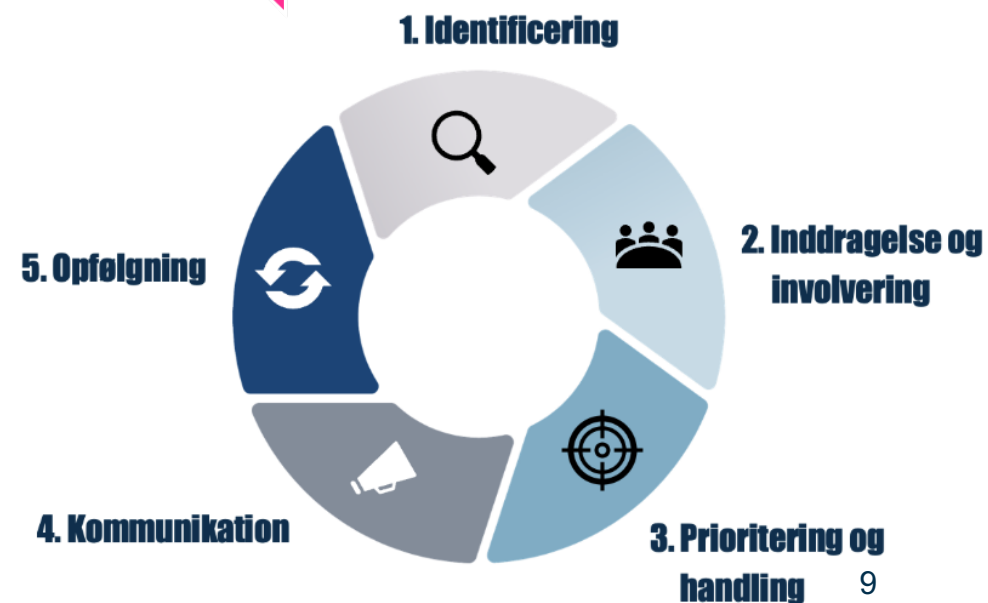 1. Identificering
2. Inddragelse og
involvering
3. Prioritering og
handling
4. Kommunikation
5. Opfølgning
9